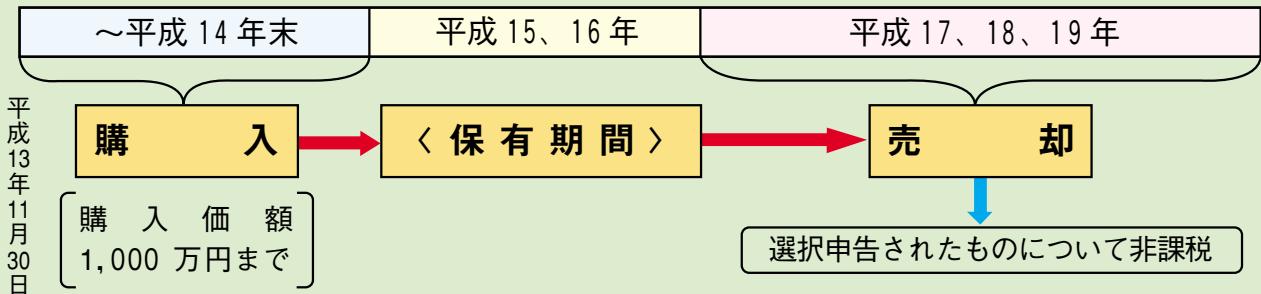 ～平成14年末
平成15、16年
平成17、18、19年
平成13年11月30日
購入
〈保有期間〉
売却
購入価額
1,000万円まで
選択申告されたものについて非課税